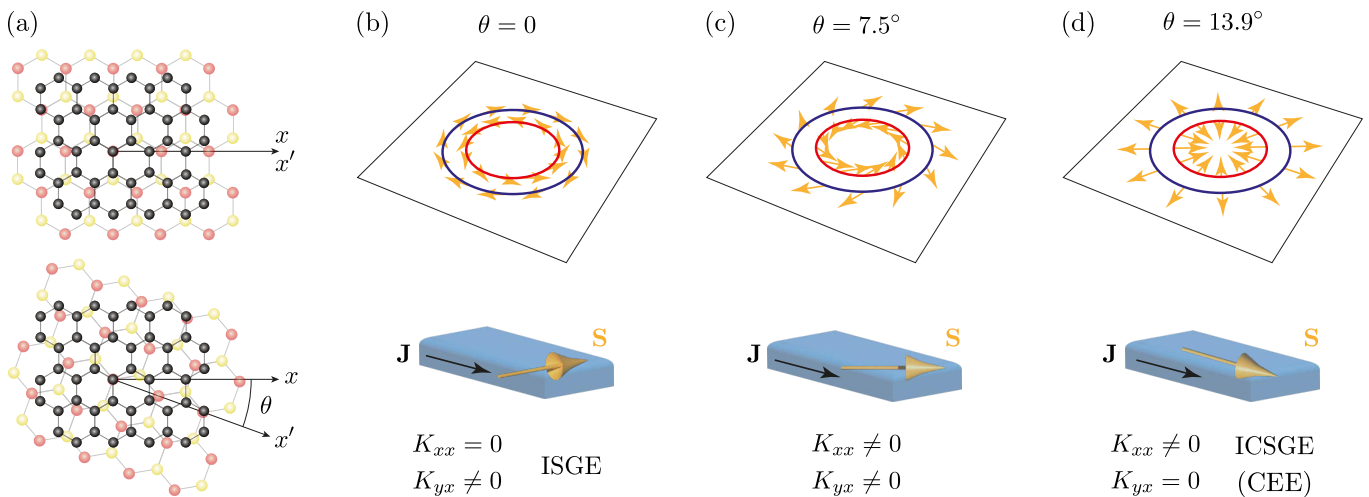 (a)
x
x′
x
θ
x′
(b) θ = 0
J S
K_xx = 0
K_yx ≠ 0
ISGE
(c) θ = 7.5°
J S
K_xx ≠ 0
K_yx ≠ 0
(d) θ = 13.9°
J S
K_xx ≠ 0
K_yx = 0
ICSGE
(CEE)